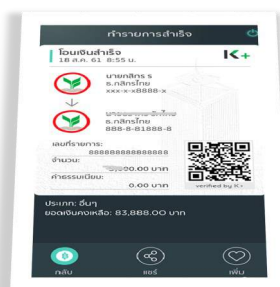 ทำรายการสำเร็จ
โอนเงินสำเร็จ
18 ส.ค. 61 8:55 น.
K+
นายกสิกร ร
ธ.กสิกรไทย
xxx-x-x8888-x
ธ.กสิกรไทย
888-8-81888-8
เลขที่รายการ:
888888888888888
จำนวน:
000.00 บาท
ค่าธรรมเนียม:
0.00 บาท
verified by K+
ประเภท: อื่นๆ
ยอดเงินคงเหลือ: 83,888.00 บาท
กลับ
แชร์
เพิ่ม